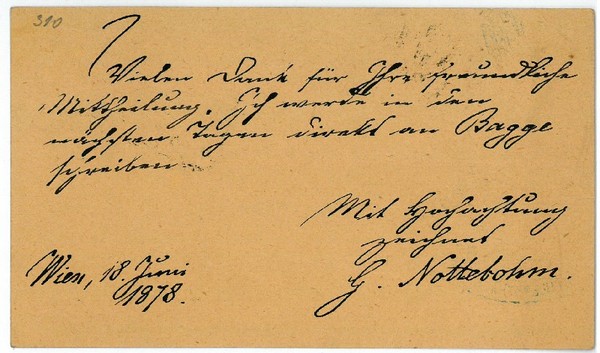 310
Vielen Dank für Ihre freundliche
Mittheilung. Ich werde in den
nächsten Tagen direkt an Bagge
schreiben
Mit Hochachtung
zeichnet
G. Nottebohm.
Wien, 18. Juni
1878.